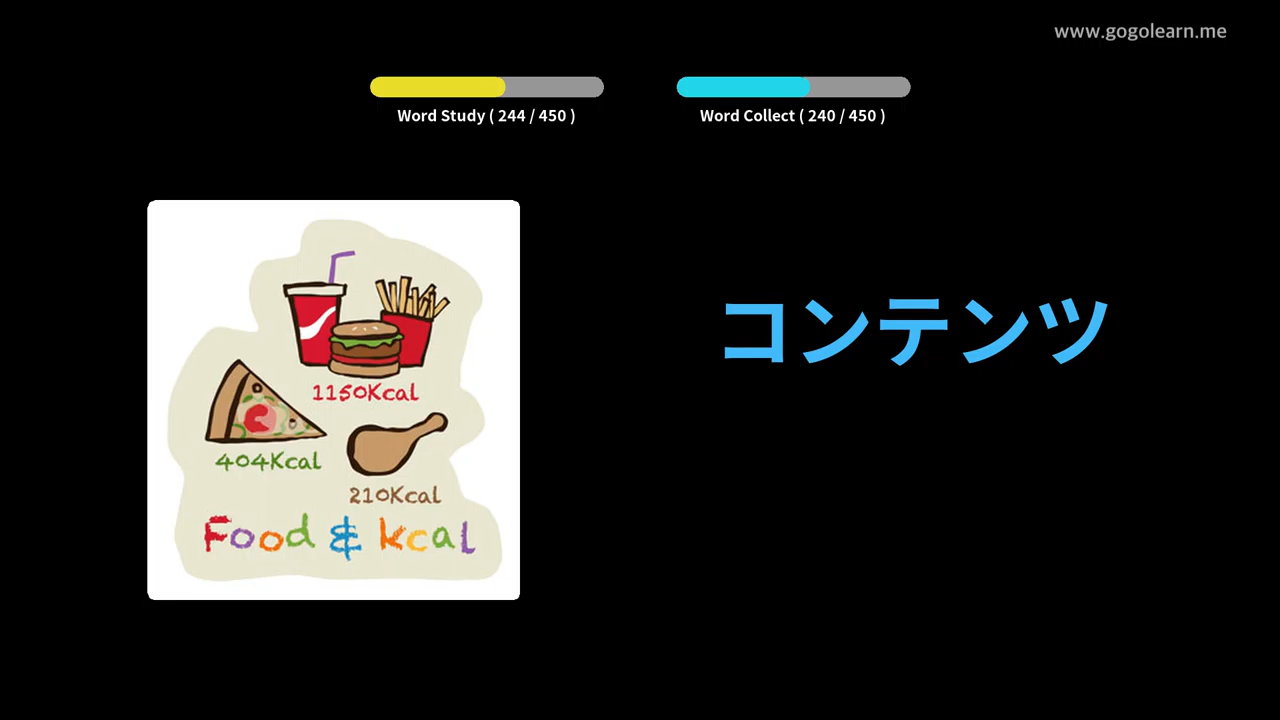 www.gogolearn.me
Word Study ( 244 / 450 )
Word Collect ( 240 / 450 )
1150Kcal
404Kcal
210Kcal
Food & kcal
コンテンツ